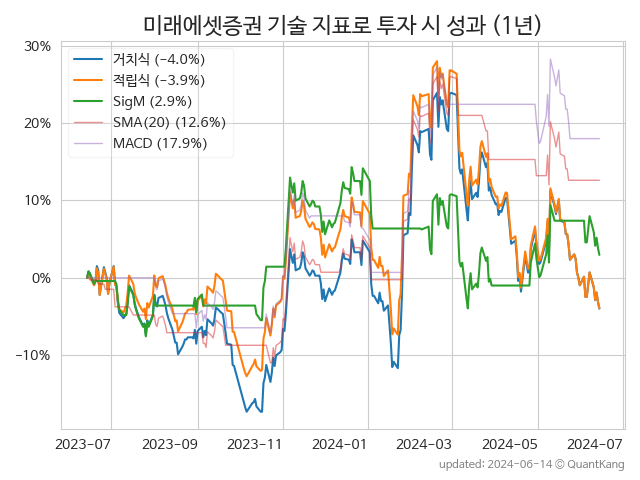 미래에셋증권 기술 지표로 투자 시 성과 (1년)
30%
20%
10%
0%
−10%
거치식 (−4.0%)
적립식 (−3.9%)
SigM (2.9%)
SMA(20) (12.6%)
MACD (17.9%)
2023-07 2023-09 2023-11 2024-01 2024-03 2024-05 2024-07
updated: 2024-06-14 © QuantKang